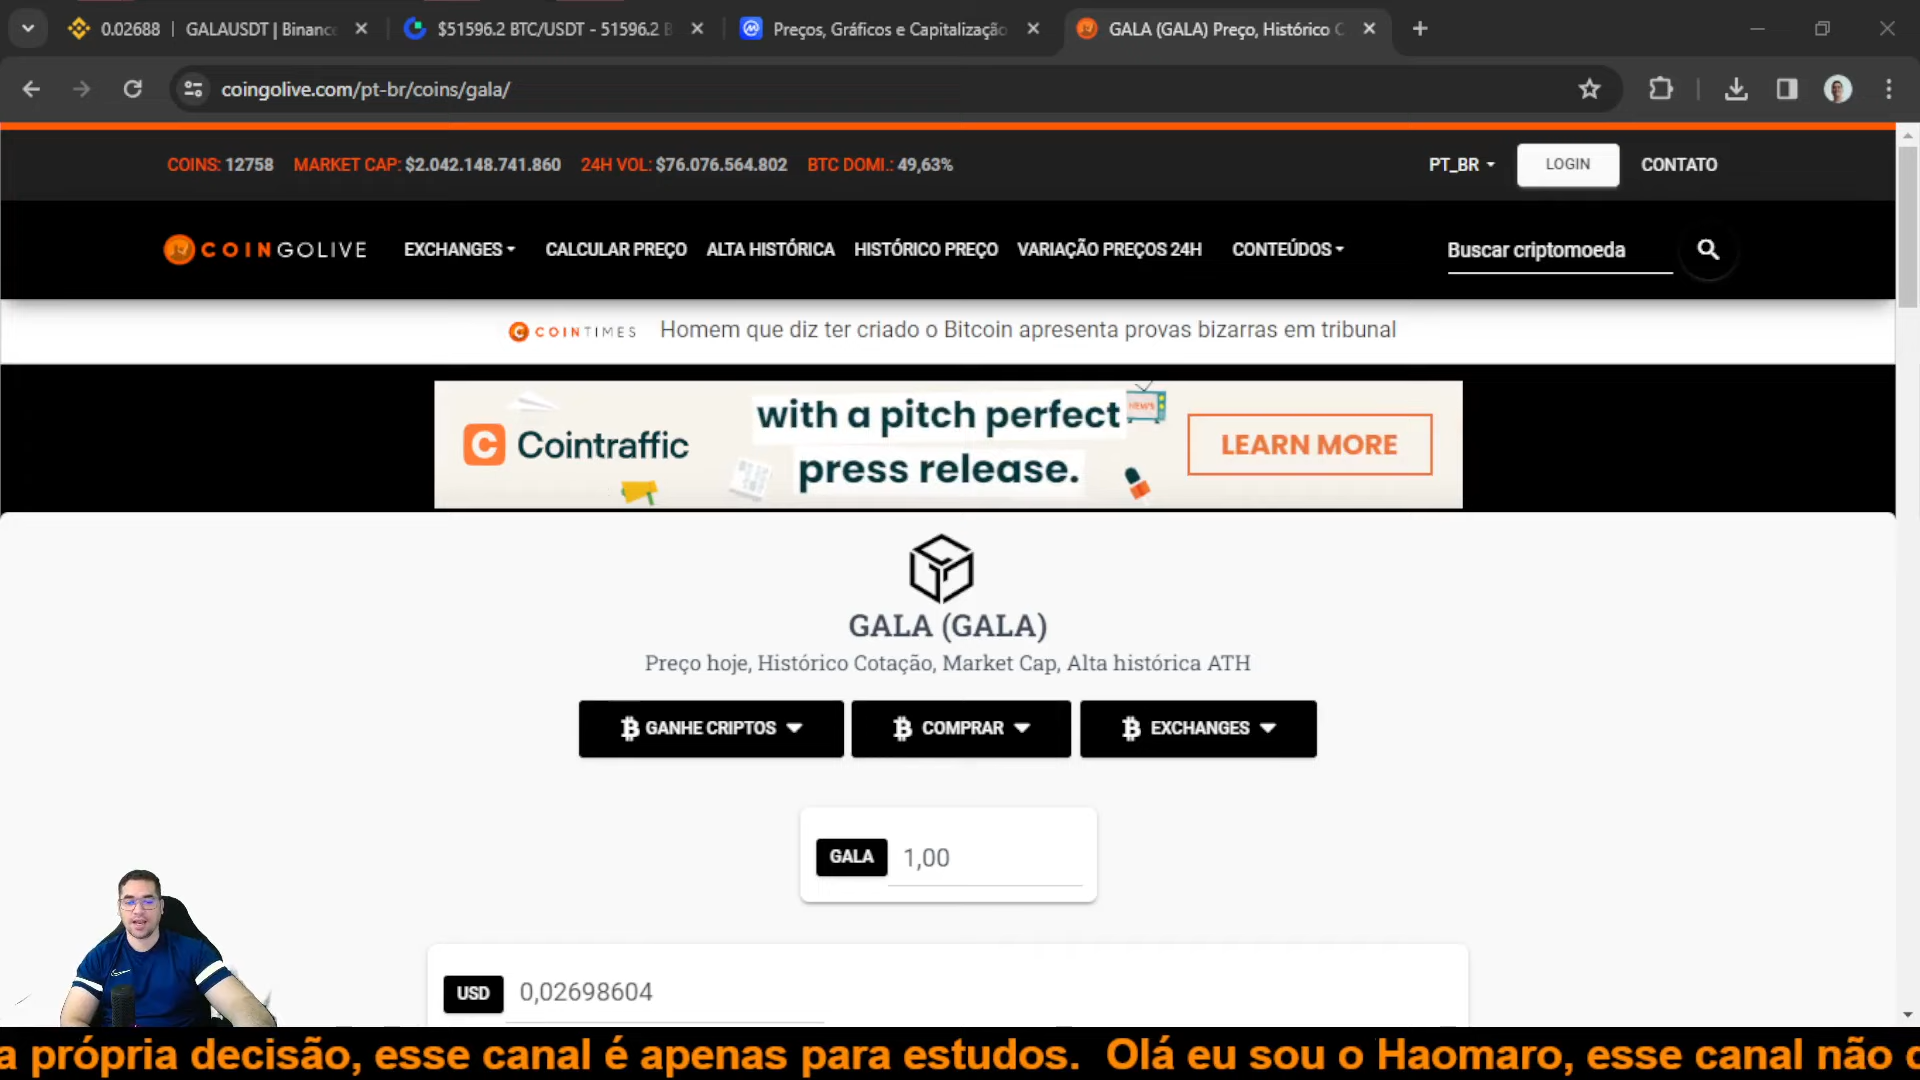 0.02688 | GALAUSDT | Binanc
$51596.2 BTC/USDT - 51596.2 B
Preços, Gráficos e Capitalização
GALA (GALA) Preço, Histórico C
coingolive.com/pt-br/coins/gala/
COINS: 12758 MARKET CAP: $2.042.148.741.860 24H VOL: $76.076.564.802 BTC DOMI.: 49,63%
PT_BR LOGIN CONTATO
COINGOLIVE EXCHANGES CALCULAR PREÇO ALTA HISTÓRICA HISTÓRICO PREÇO VARIAÇÃO PREÇOS 24H CONTEÚDOS Buscar criptomoeda
COINTIMES Homem que diz ter criado o Bitcoin apresenta provas bizarras em tribunal
Cointraffic
with a pitch perfect
press release.
NEWS
LEARN MORE
GALA (GALA)
Preço hoje, Histórico Cotação, Market Cap, Alta histórica ATH
GANHE CRIPTOS COMPRAR EXCHANGES
GALA 1,00
USD 0,02698604
a própria decisão, esse canal é apenas para estudos. Olá eu sou o Haomaro, esse canal não